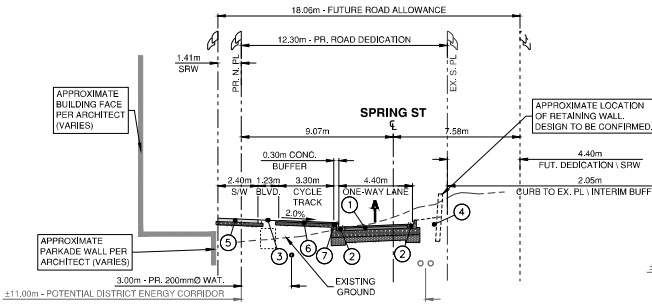 18.06m - FUTURE ROAD ALLOWANCE
12.30m - PR. ROAD DEDICATION
1.41m
SRW
PR. N. PL
EX. S. PL
APPROXIMATE
BUILDING FACE
PER ARCHITECT
(VARIES)
SPRING ST
℄
APPROXIMATE LOCATION
OF RETAINING WALL.
DESIGN TO BE CONFIRMED.
9.07m
7.58m
0.30m CONC.
BUFFER
4.40m
FUT. DEDICATION \ SRW
2.40m
S/W
1.23m
BLVD.
3.30m
CYCLE
TRACK
4.40m
ONE-WAY LANE
2.05m
CURB TO EX. PL \ INTERIM BUFF
2.0%
1
4
5
3
6
7
2
2
APPROXIMATE
PARKADE WALL PER
ARCHITECT (VARIES)
EXISTING
GROUND
3.00m - PR. 200mmØ WAT.
±11.00m - POTENTIAL DISTRICT ENERGY CORRIDOR